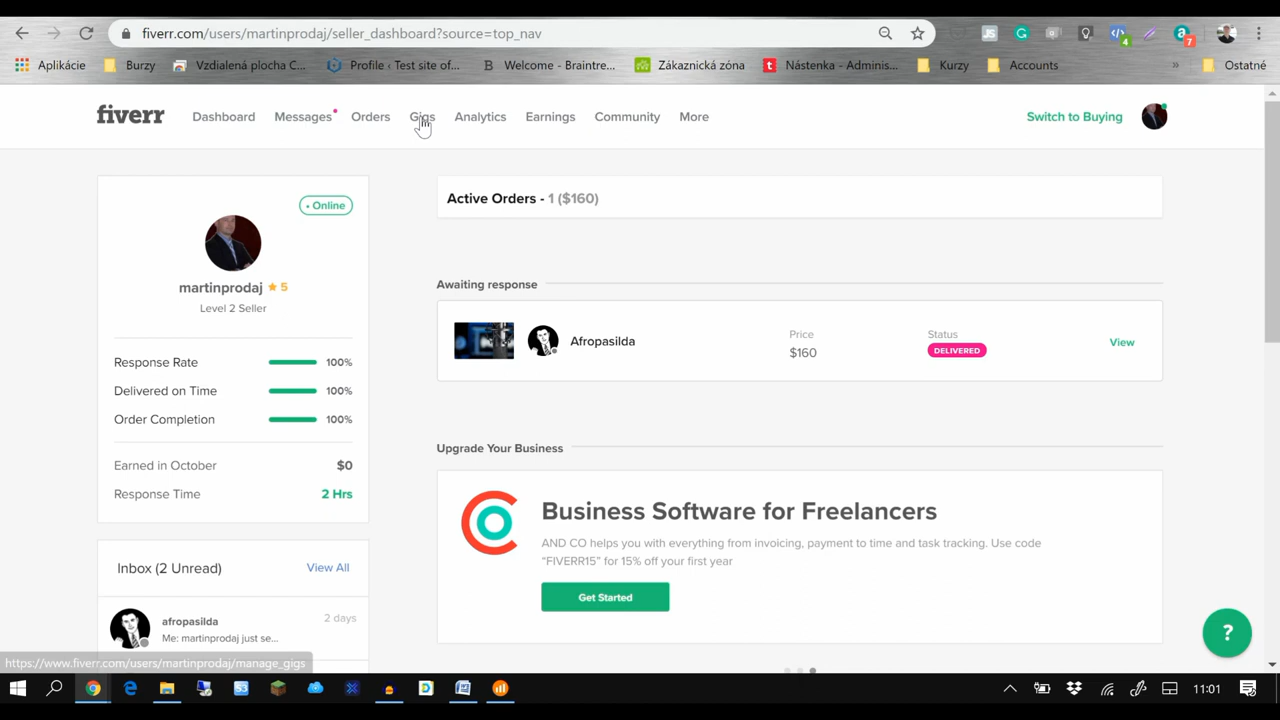 fiverr.com/users/martinprodaj/seller_dashboard?source=top_nav
4
7
Aplikácie
Burzy
Vzdialená plocha C...
Profile ‹ Test site of...
Welcome - Braintre...
Zákaznická zóna
Nástenka - Adminis...
Kurzy
Accounts
»
Ostatné
fiverr
Dashboard
Messages
Orders
Gigs
Analytics
Earnings
Community
More
Switch to Buying
• Online
martinprodaj ★ 5
Level 2 Seller
Response Rate 100%
Delivered on Time 100%
Order Completion 100%
Earned in October $0
Response Time 2 Hrs
Inbox (2 Unread) View All
afropasilda 2 days
Me: martinprodaj just se...
Active Orders - 1 ($160)
Awaiting response
Afropasilda
Price
$160
Status
DELIVERED
View
Upgrade Your Business
Business Software for Freelancers
AND CO helps you with everything from invoicing, payment to time and task tracking. Use code
“FIVERR15” for 15% off your first year
Get Started
?
https://www.fiverr.com/users/martinprodaj/manage_gigs
11:01